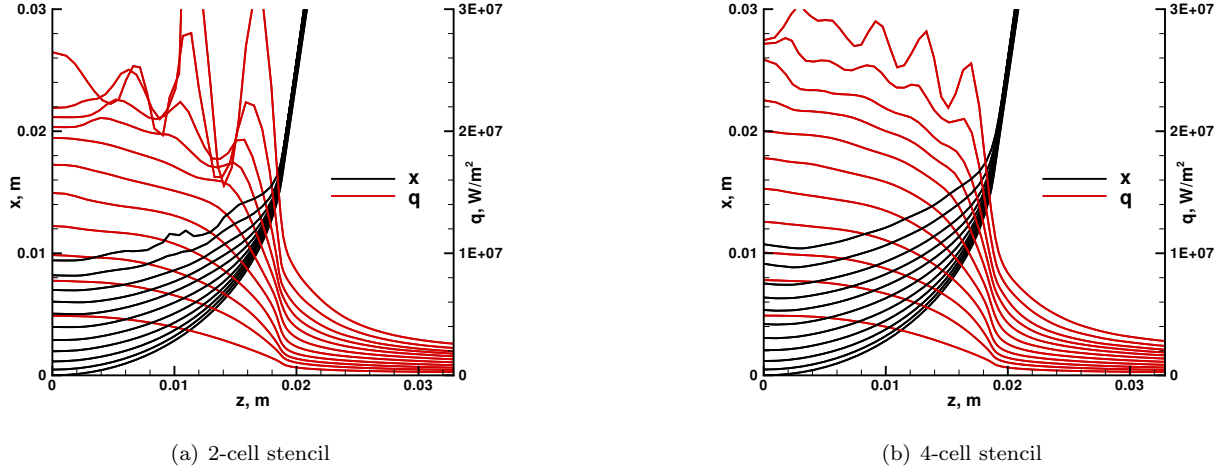 0.03
3E+07
0.02
2E+07
0.01
1E+07
0
0
0
0.01
0.02
0.03
x, m
z, m
q, W/m²
x
q
(a) 2-cell stencil
0.03
3E+07
0.02
2E+07
0.01
1E+07
0
0
0
0.01
0.02
0.03
x, m
z, m
q, W/m²
x
q
(b) 4-cell stencil